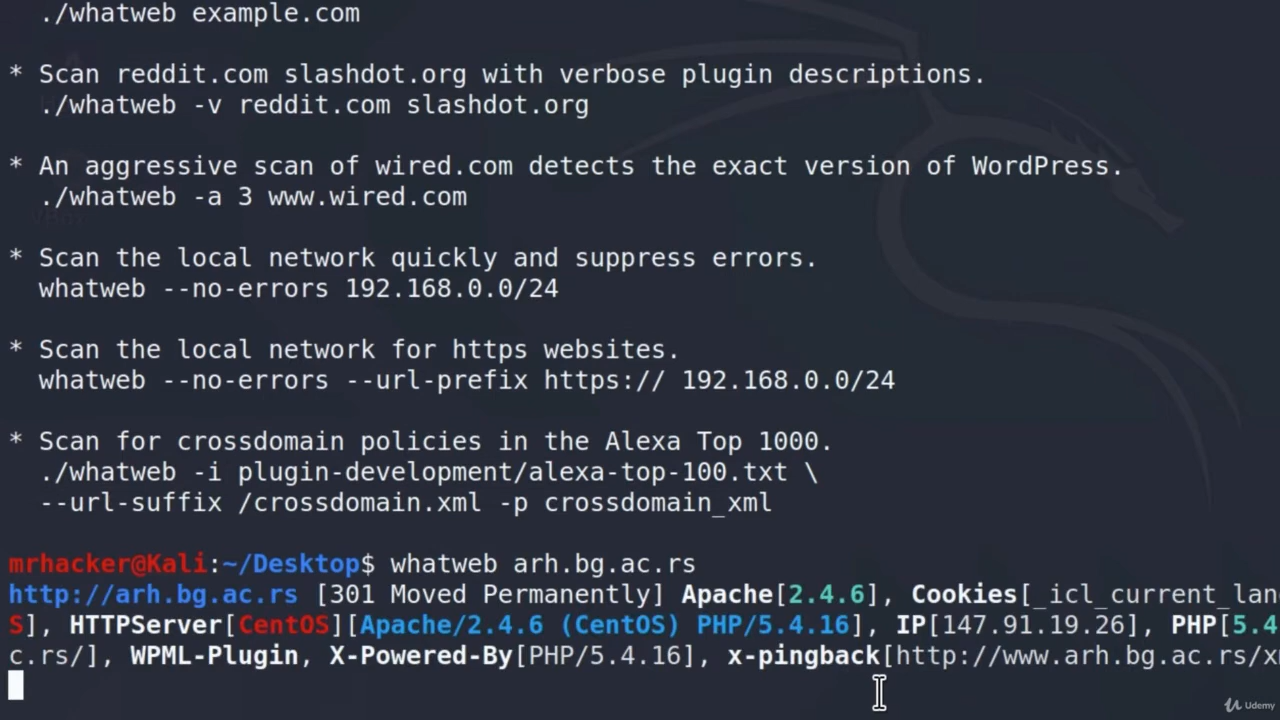 ./whatweb example.com
* Scan reddit.com slashdot.org with verbose plugin descriptions.
./whatweb -v reddit.com slashdot.org
* An aggressive scan of wired.com detects the exact version of WordPress.
./whatweb -a 3 www.wired.com
* Scan the local network quickly and suppress errors.
whatweb --no-errors 192.168.0.0/24
* Scan the local network for https websites.
whatweb --no-errors --url-prefix https:// 192.168.0.0/24
* Scan for crossdomain policies in the Alexa Top 1000.
./whatweb -i plugin-development/alexa-top-100.txt \
--url-suffix /crossdomain.xml -p crossdomain_xml
mrhacker@Kali:~/Desktop$ whatweb arh.bg.ac.rs
http://arh.bg.ac.rs [301 Moved Permanently] Apache[2.4.6], Cookies[_icl_current_lan
S], HTTPServer[CentOS][Apache/2.4.6 (CentOS) PHP/5.4.16], IP[147.91.19.26], PHP[5.4
c.rs/], WPML-Plugin, X-Powered-By[PHP/5.4.16], x-pingback[http://www.arh.bg.ac.rs/x
Udemy